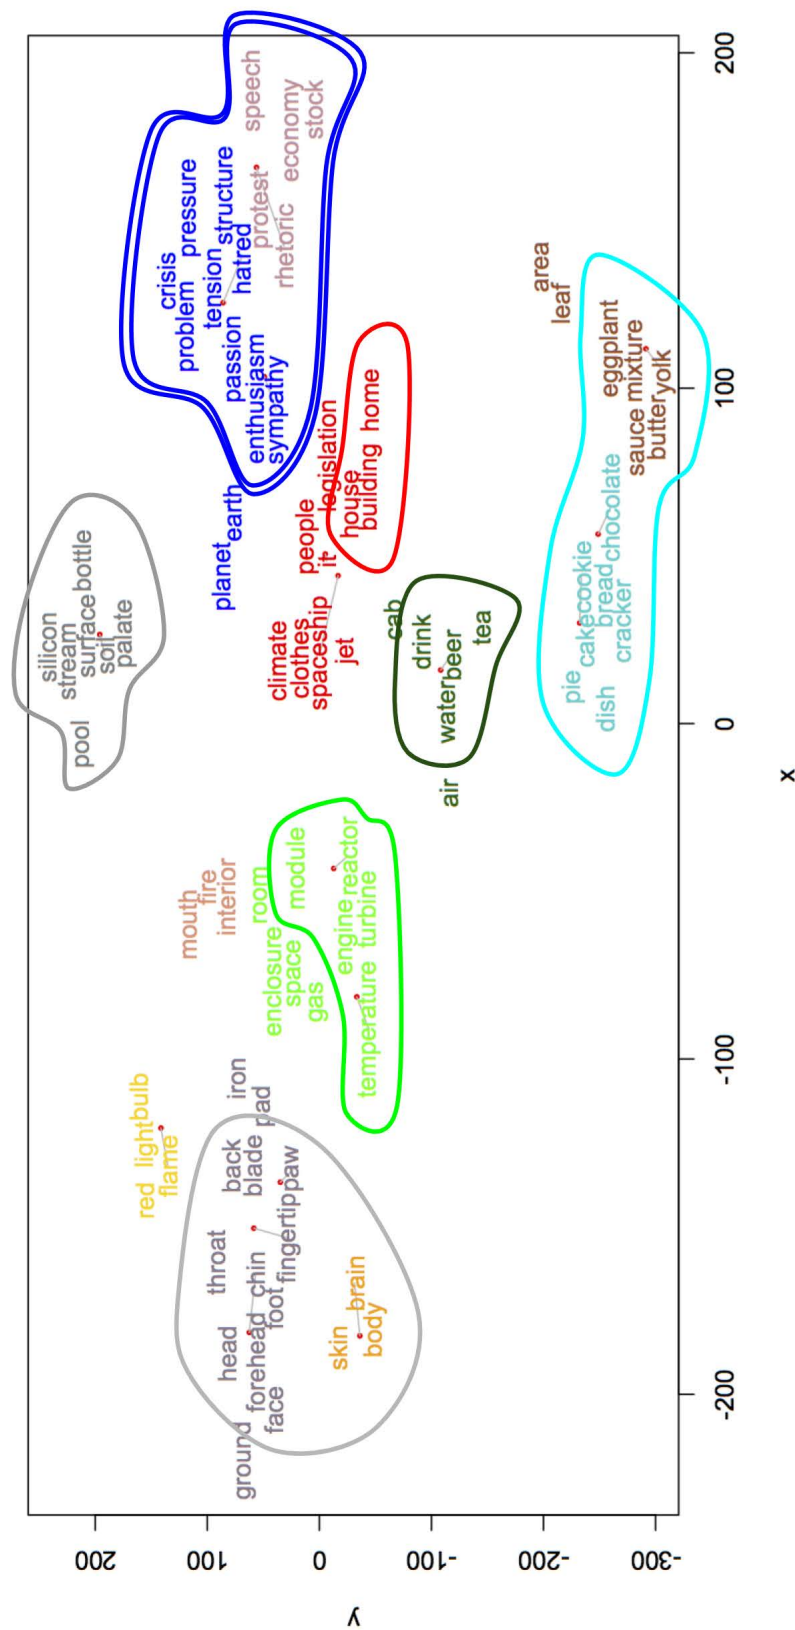 silicon
stream
surface
bottle
soil
palate
pool
crisis
pressure
problem
tension
structure
hatred
passion
enthusiasm
sympathy
speech
economy
stock
protest
rhetoric
planet
earth
people
legislation
it
house
building
home
climate
clothes
spaceship
jet
cab
drink
beer
tea
water
air
area
leaf
eggplant
mixture
sauce
yolk
butter
chocolate
cookie
bread
cake
cracker
pie
dish
mouth
fire
interior
room
module
reactor
enclosure
space
gas
engine
turbine
temperature
iron
pad
bulb
light
red
flame
back
blade
paw
fingertip
throat
chin
foot
head
forehead
face
ground
brain
skin
body
200
100
0
-100
-200
-300
y
-200
-100
0
100
200
x